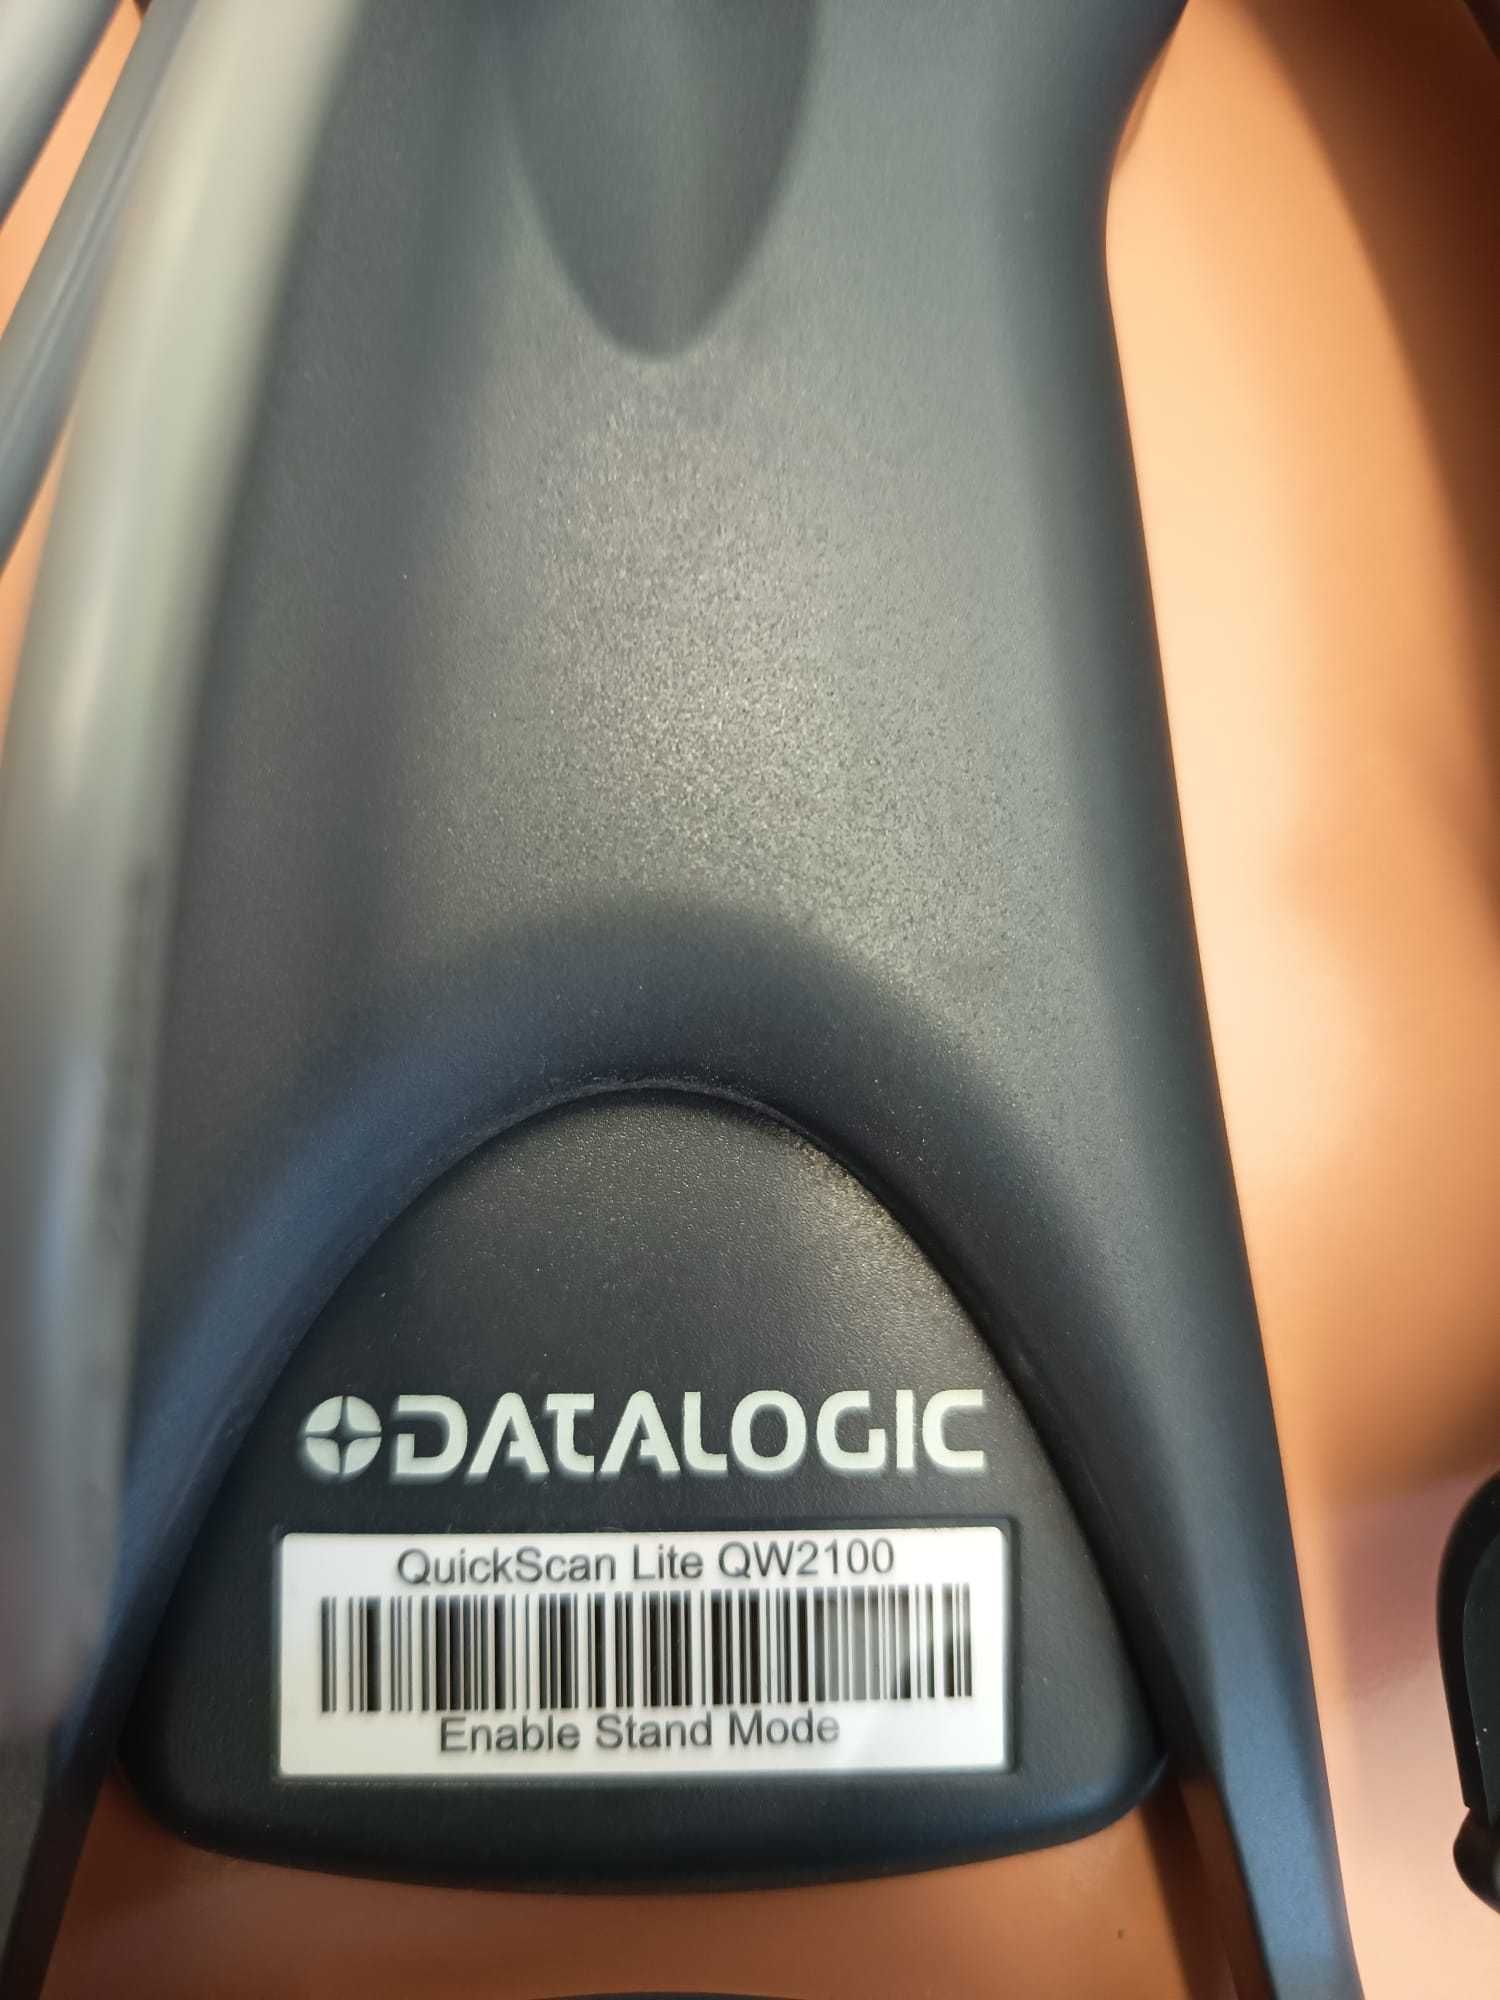 DATALOGIC
QuickScan Lite QW2100
Enable Stand Mode